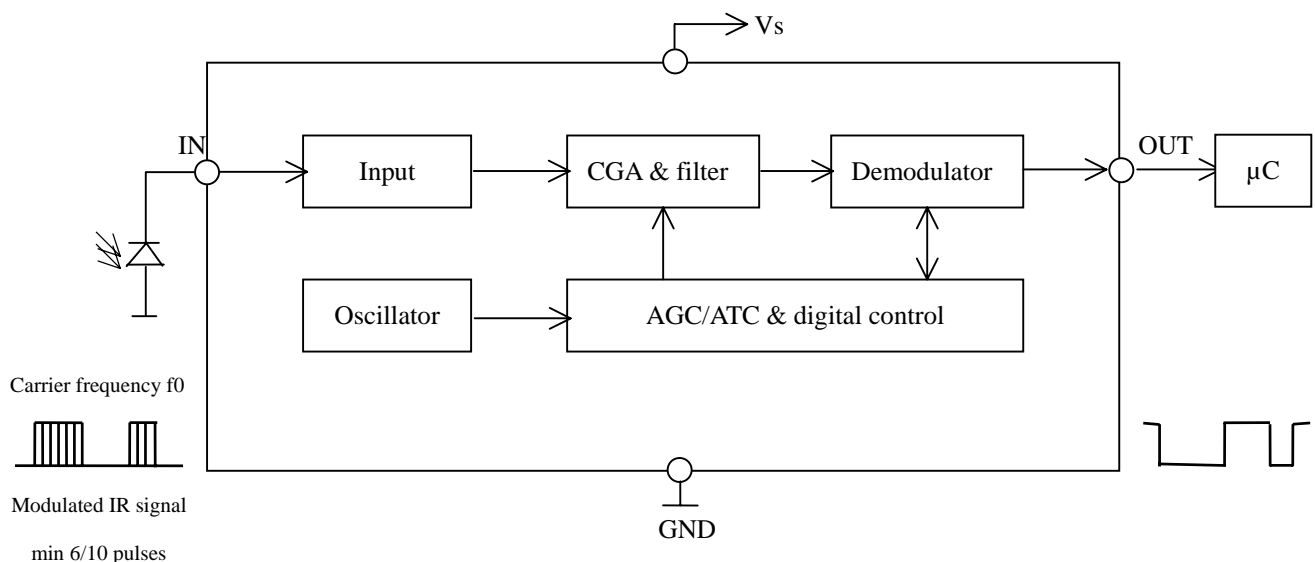 Vs
IN
Input
CGA & filter
Demodulator
OUT
µC
Oscillator
AGC/ATC & digital control
Carrier frequency f0
Modulated IR signal
min 6/10 pulses
GND